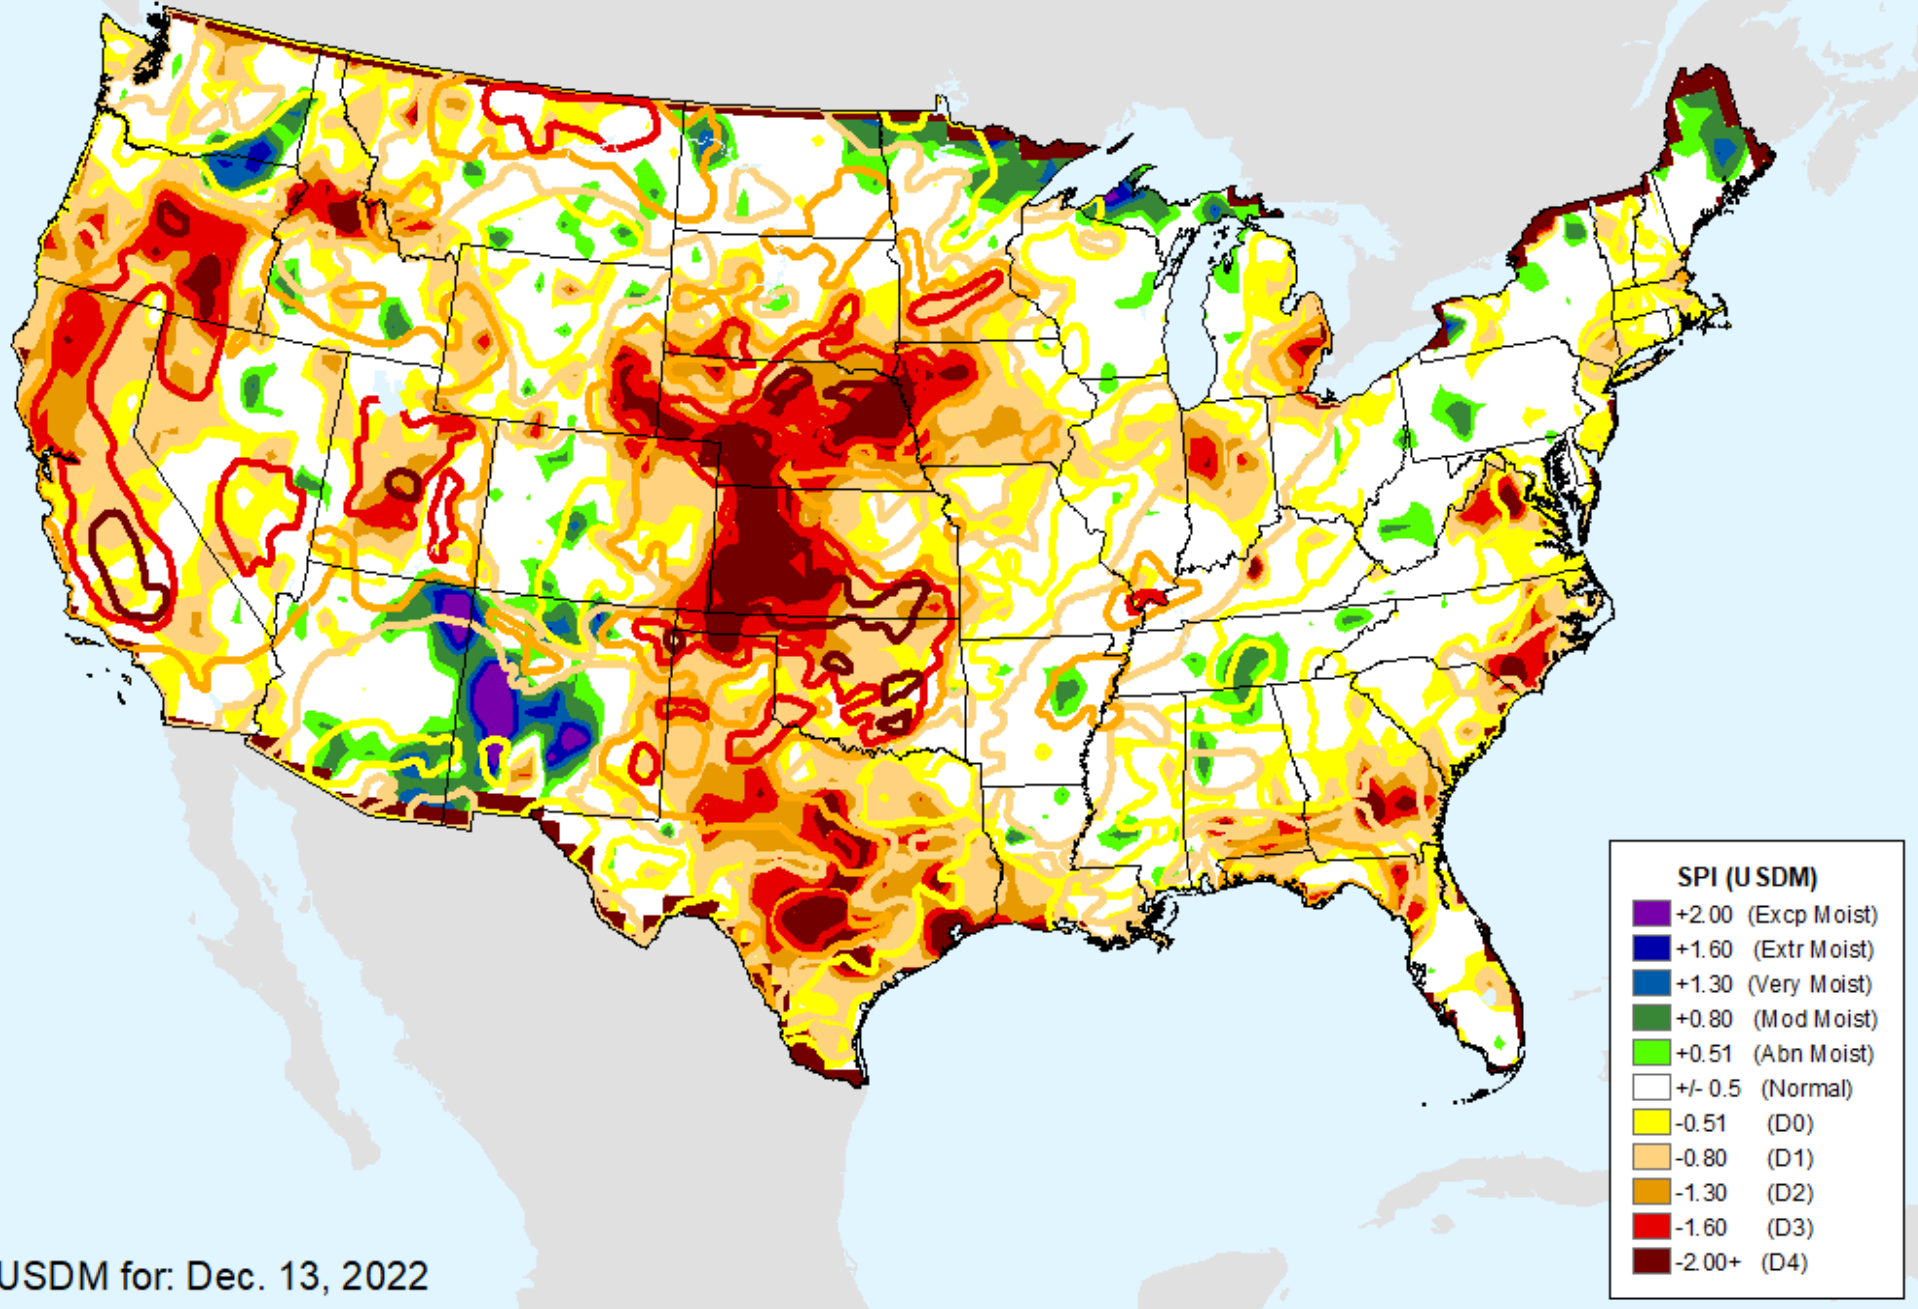 SPI (USDM)
+2.00 (Excp Moist)
+1.60 (Extr Moist)
+1.30 (Very Moist)
+0.80 (Mod Moist)
+0.51 (Abn Moist)
+/- 0.5 (Normal)
-0.51 (D0)
-0.80 (D1)
-1.30 (D2)
-1.60 (D3)
-2.00+ (D4)
USDM for: Dec. 13, 2022